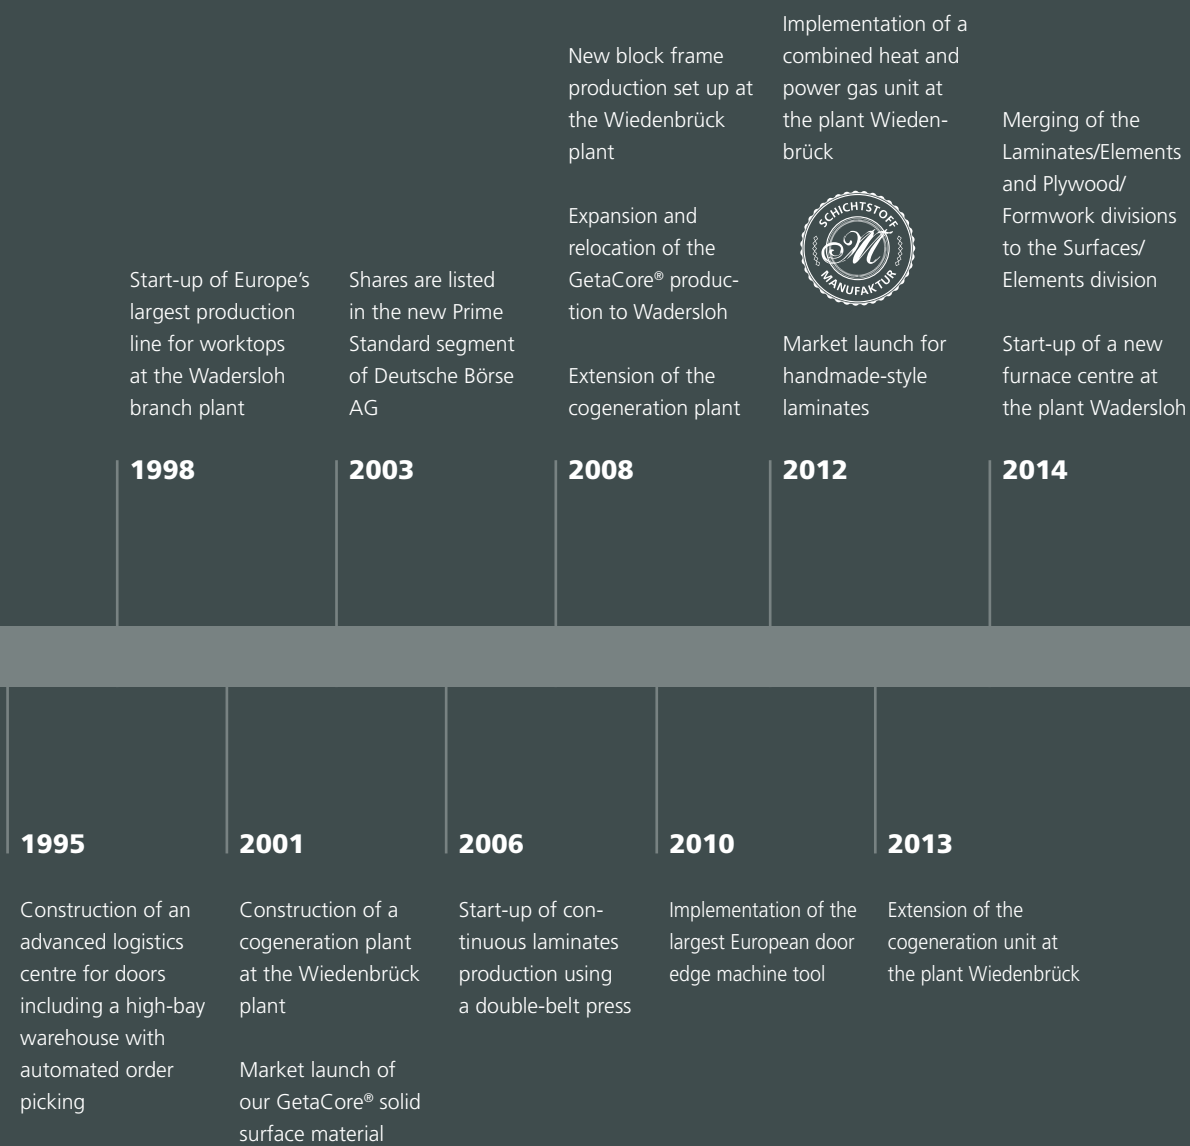 Start-up of Europe’s
largest production
line for worktops
at the Wadersloh
branch plant
1998
Shares are listed
in the new Prime
Standard segment
of Deutsche Börse
AG
2003
New block frame
production set up at
the Wiedenbrück
plant
Expansion and
relocation of the
GetaCore® produc-
tion to Wadersloh
Extension of the
cogeneration plant
2008
Implementation of a
combined heat and
power gas unit at
the plant Wieden-
brück
SCHICHTSTOFF
M
MANUFAKTUR
Market launch for
handmade-style
laminates
2012
Merging of the
Laminates/Elements
and Plywood/
Formwork divisions
to the Surfaces/
Elements division
Start-up of a new
furnace centre at
the plant Wadersloh
2014
1995
Construction of an
advanced logistics
centre for doors
including a high-bay
warehouse with
automated order
picking
2001
Construction of a
cogeneration plant
at the Wiedenbrück
plant
Market launch of
our GetaCore® solid
surface material
2006
Start-up of con-
tinuous laminates
production using
a double-belt press
2010
Implementation of the
largest European door
edge machine tool
2013
Extension of the
cogeneration unit at
the plant Wiedenbrück